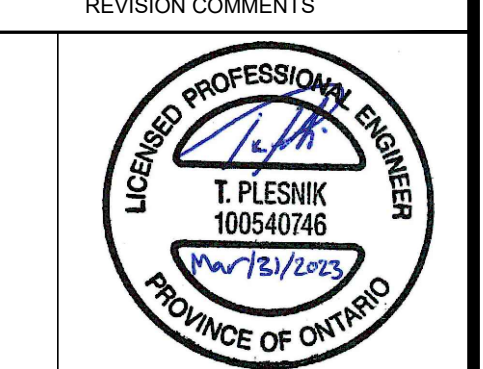 REVISION COMMENTS
LICENSED PROFESSIONAL ENGINEER
T. PLESNIK
100540746
Mar/31/2023
PROVINCE OF ONTARIO